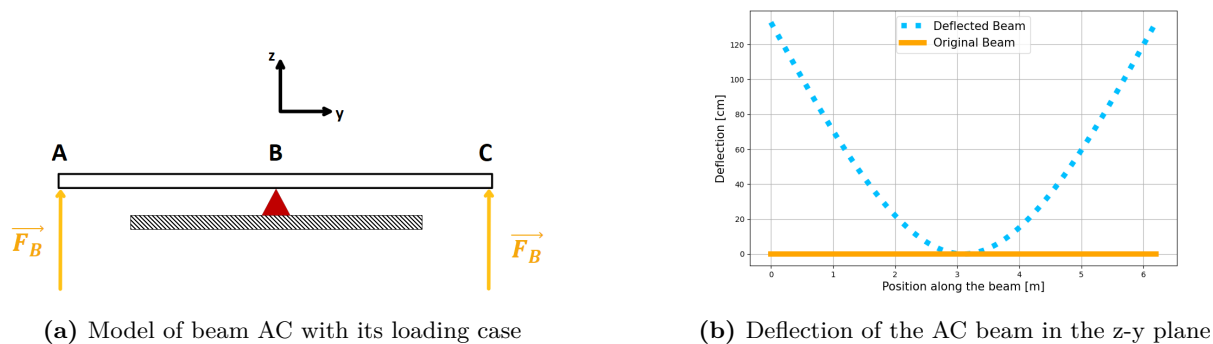 z
y
A
B
C
F_B
F_B
(a) Model of beam AC with its loading case
Deflected Beam
Original Beam
Deflection [cm]
120
100
80
60
40
20
0
0 1 2 3 4 5 6
Position along the beam [m]
(b) Deflection of the AC beam in the z-y plane